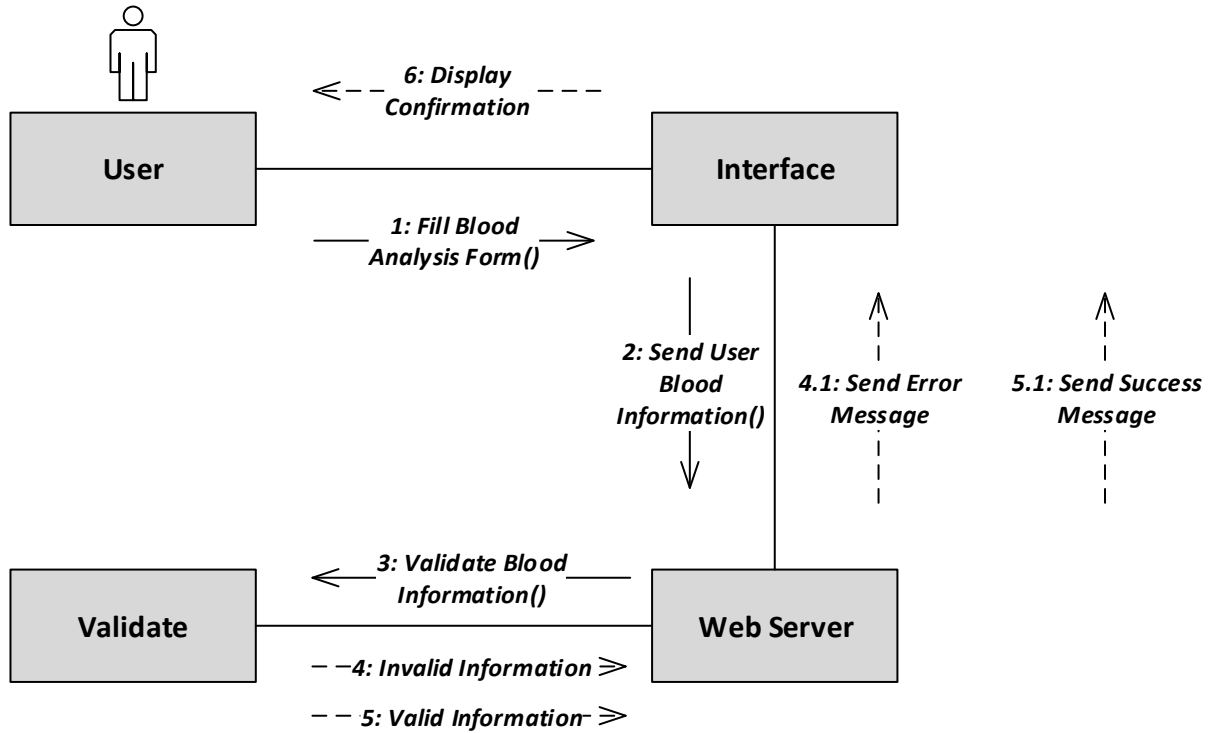 6: Display
Confirmation
User
Interface
1: Fill Blood
Analysis Form()
2: Send User
Blood
Information()
4.1: Send Error
Message
5.1: Send Success
Message
3: Validate Blood
Information()
Validate
Web Server
4: Invalid Information
5: Valid Information